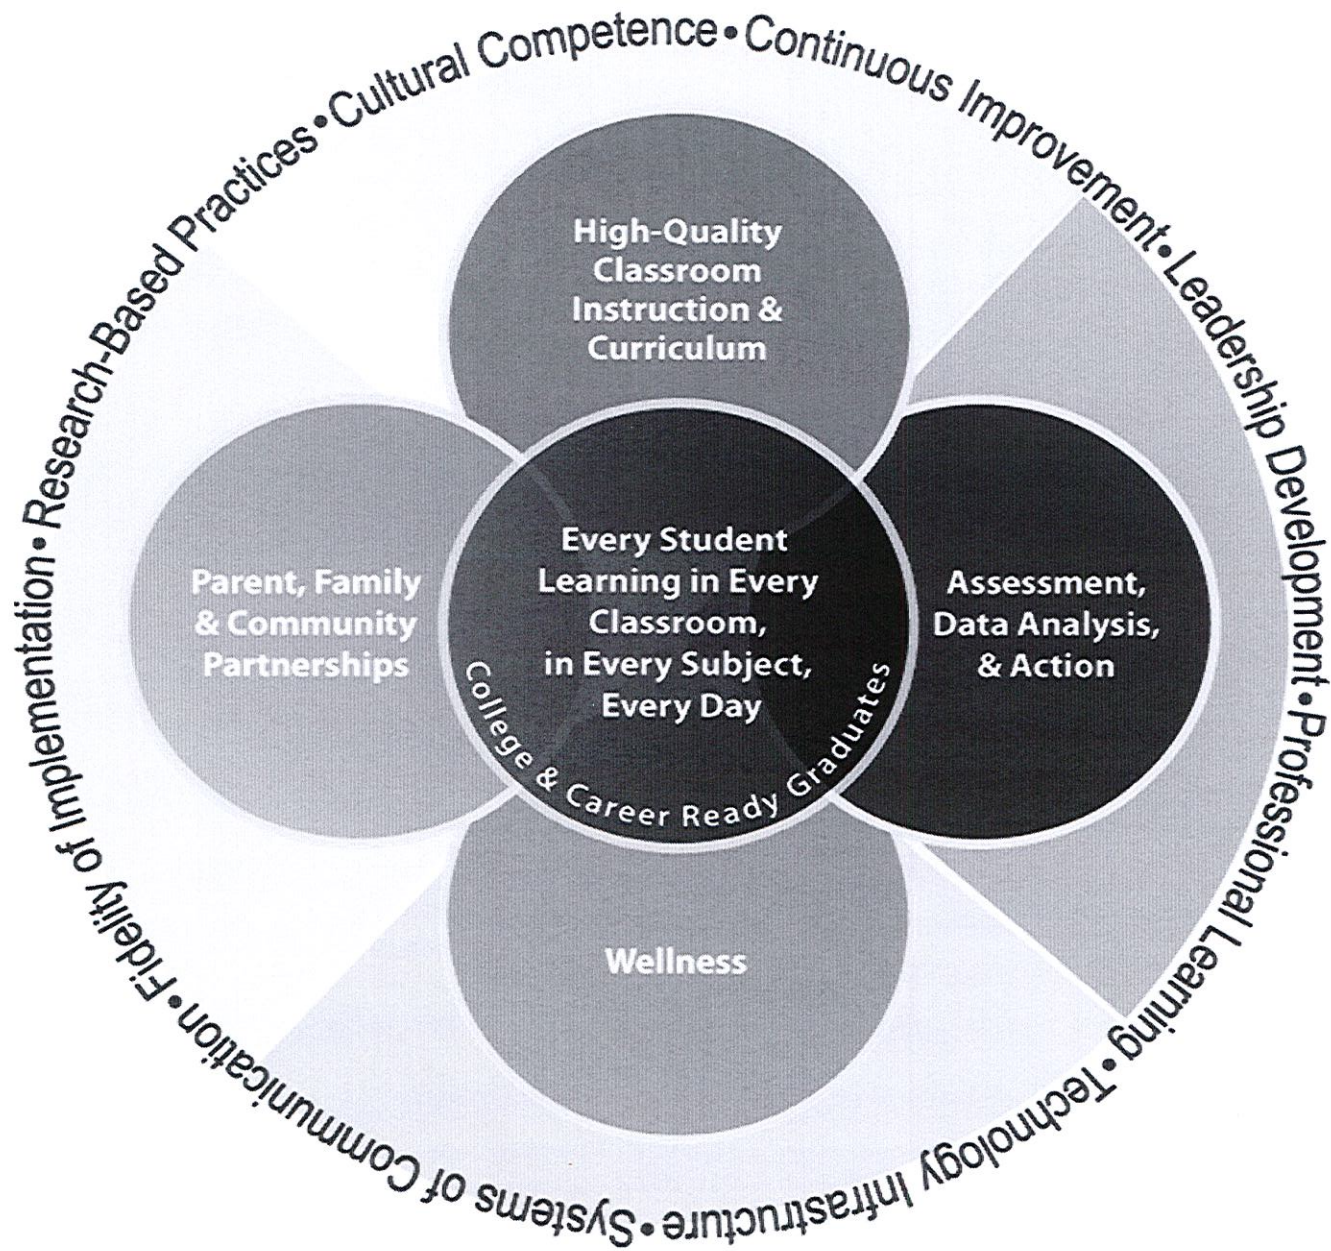 Cultural Competence • Continuous Improvement • Leadership Development • Professional Learning • Technology Infrastructure • Systems of Communication • Fidelity of Implementation • Research-Based Practices •
High-Quality
Classroom
Instruction &
Curriculum
Parent, Family
& Community
Partnerships
Every Student
Learning in Every
Classroom,
in Every Subject,
Every Day
College & Career Ready Graduates
Assessment,
Data Analysis,
& Action
Wellness